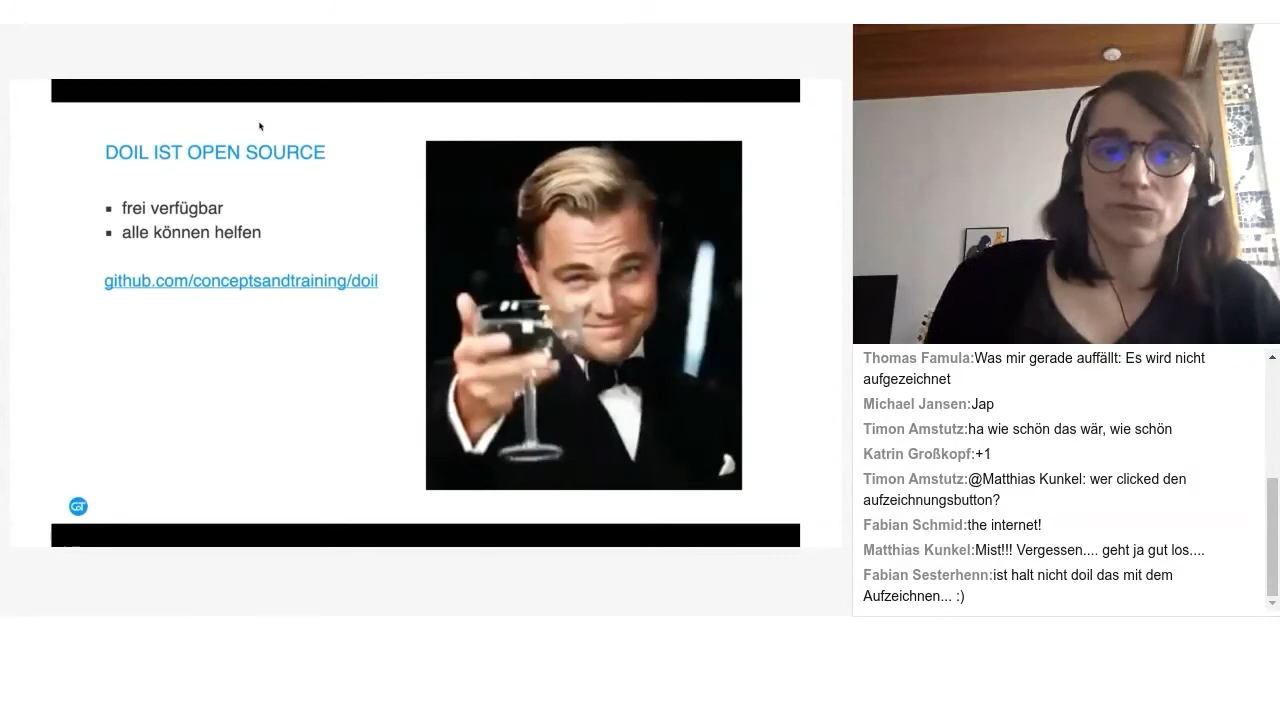 DOIL IST OPEN SOURCE
▪ frei verfügbar
▪ alle können helfen
github.com/conceptsandtraining/doil
Thomas Famula:Was mir gerade auffällt: Es wird nicht
aufgezeichnet
Michael Jansen:Jap
Timon Amstutz:ha wie schön das wär, wie schön
Katrin Großkopf:+1
Timon Amstutz:@Matthias Kunkel: wer clicked den
aufzeichnungsbutton?
Fabian Schmid:the internet!
Matthias Kunkel:Mist!!! Vergessen.... geht ja gut los....
Fabian Sesterhenn:ist halt nicht doil das mit dem
Aufzeichnen... :)